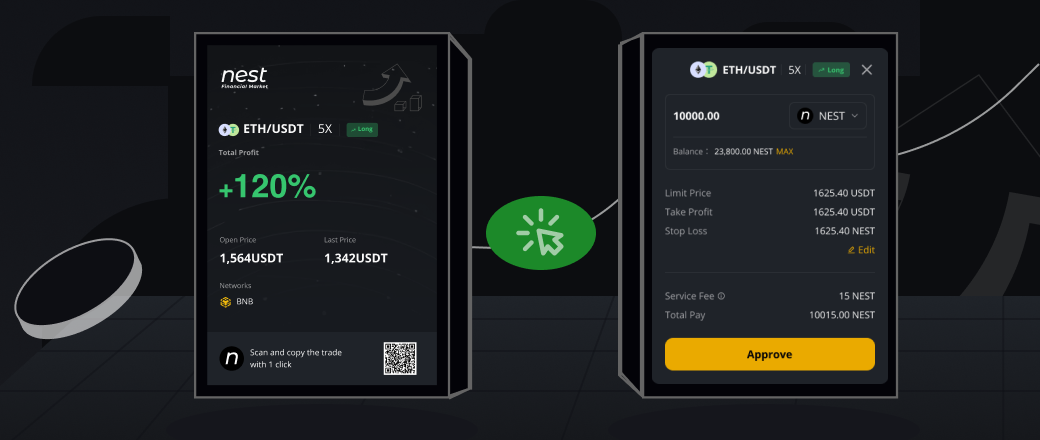 nest
Financial Market
ETH/USDT 5X Long
Total Profit
+120%
Open Price Last Price
1,564USDT 1,342USDT
Networks
BNB
n Scan and copy the trade
with 1 click
ETH/USDT 5X Long
10000.00 n NEST
Balance : 23,800.00 NEST MAX
Limit Price 1625.40 USDT
Take Profit 1625.40 USDT
Stop Loss 1625.40 NEST
Edit
Service Fee 15 NEST
Total Pay 10015.00 NEST
Approve